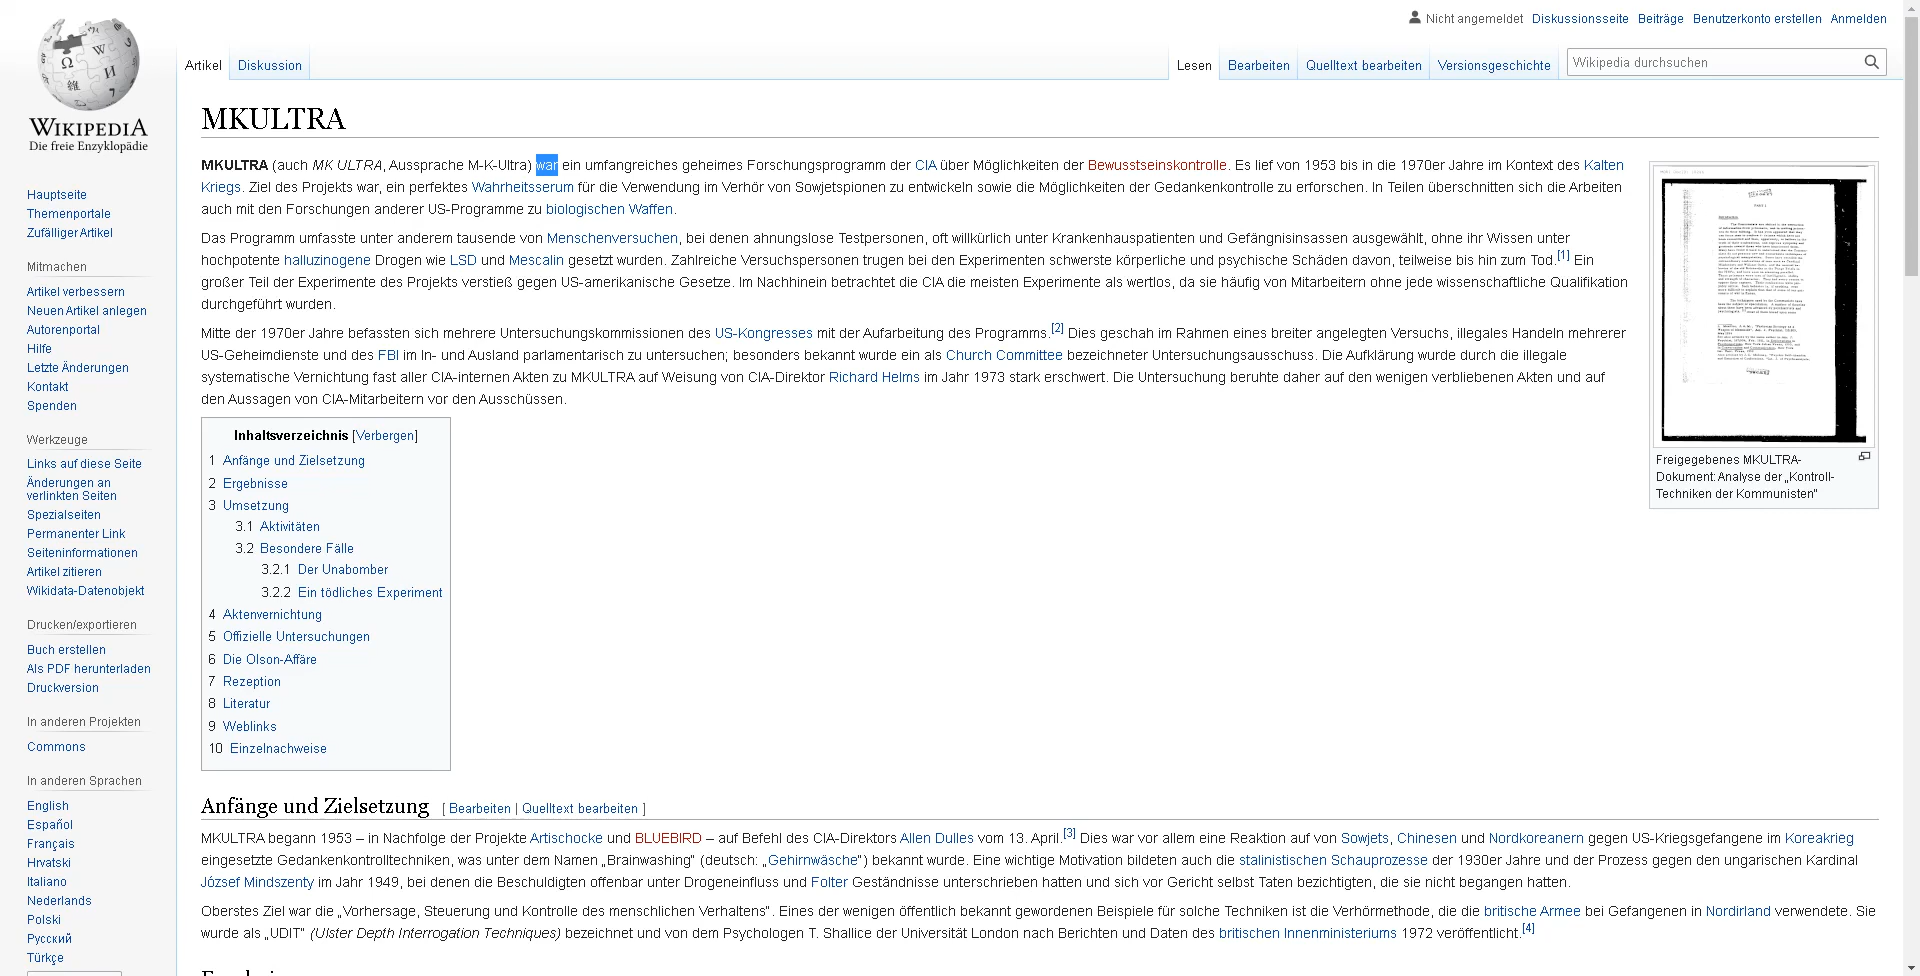 Nicht angemeldet Diskussionsseite Beiträge Benutzerkonto erstellen Anmelden
Artikel Diskussion Lesen Bearbeiten Quelltext bearbeiten Versionsgeschichte Wikipedia durchsuchen
WIKIPEDIA
Die freie Enzyklopädie
Hauptseite
Themenportale
Zufälliger Artikel
Mitmachen
Artikel verbessern
Neuen Artikel anlegen
Autorenportal
Hilfe
Letzte Änderungen
Kontakt
Spenden
Werkzeuge
Links auf diese Seite
Änderungen an
verlinkten Seiten
Spezialseiten
Permanenter Link
Seiteninformationen
Artikel zitieren
Wikidata-Datenobjekt
Drucken/exportieren
Buch erstellen
Als PDF herunterladen
Druckversion
In anderen Projekten
Commons
In anderen Sprachen
English
Español
Français
Hrvatski
Italiano
Nederlands
Polski
Русский
Türkçe
MKULTRA
MKULTRA (auch MK ULTRA, Aussprache M-K-Ultra) war ein umfangreiches geheimes Forschungsprogramm der CIA über Möglichkeiten der Bewusstseinskontrolle. Es lief von 1953 bis in die 1970er Jahre im Kontext des Kalten
Kriegs. Ziel des Projekts war, ein perfektes Wahrheitsserum für die Verwendung im Verhör von Sowjetspionen zu entwickeln sowie die Möglichkeiten der Gedankenkontrolle zu erforschen. In Teilen überschnitten sich die Arbeiten
auch mit den Forschungen anderer US-Programme zu biologischen Waffen.
Das Programm umfasste unter anderem tausende von Menschenversuchen, bei denen ahnungslose Testpersonen, oft willkürlich unter Krankenhauspatienten und Gefängnisinsassen ausgewählt, ohne ihr Wissen unter
hochpotente halluzinogene Drogen wie LSD und Mescalin gesetzt wurden. Zahlreiche Versuchspersonen trugen bei den Experimenten schwerste körperliche und psychische Schäden davon, teilweise bis hin zum Tod.[1] Ein
großer Teil der Experimente des Projekts verstieß gegen US-amerikanische Gesetze. Im Nachhinein betrachtet die CIA die meisten Experimente als wertlos, da sie häufig von Mitarbeitern ohne jede wissenschaftliche Qualifikation
durchgeführt wurden.
Mitte der 1970er Jahre befassten sich mehrere Untersuchungskommissionen des US-Kongresses mit der Aufarbeitung des Programms.[2] Dies geschah im Rahmen eines breiter angelegten Versuchs, illegales Handeln mehrerer
US-Geheimdienste und des FBI im In- und Ausland parlamentarisch zu untersuchen; besonders bekannt wurde ein als Church Committee bezeichneter Untersuchungsausschuss. Die Aufklärung wurde durch die illegale
systematische Vernichtung fast aller CIA-internen Akten zu MKULTRA auf Weisung von CIA-Direktor Richard Helms im Jahr 1973 stark erschwert. Die Untersuchung beruhte daher auf den wenigen verbliebenen Akten und auf
den Aussagen von CIA-Mitarbeitern vor den Ausschüssen.
Freigegebenes MKULTRA-
Dokument: Analyse der „Kontroll-
Techniken der Kommunisten“
Inhaltsverzeichnis [Verbergen]
1 Anfänge und Zielsetzung
2 Ergebnisse
3 Umsetzung
3.1 Aktivitäten
3.2 Besondere Fälle
3.2.1 Der Unabomber
3.2.2 Ein tödliches Experiment
4 Aktenvernichtung
5 Offizielle Untersuchungen
6 Die Olson-Affäre
7 Rezeption
8 Literatur
9 Weblinks
10 Einzelnachweise
Anfänge und Zielsetzung [ Bearbeiten | Quelltext bearbeiten ]
MKULTRA begann 1953 – in Nachfolge der Projekte Artischocke und BLUEBIRD – auf Befehl des CIA-Direktors Allen Dulles vom 13. April.[3] Dies war vor allem eine Reaktion auf von Sowjets, Chinesen und Nordkoreanern gegen US-Kriegsgefangene im Koreakrieg
eingesetzte Gedankenkontrolltechniken, was unter dem Namen „Brainwashing“ (deutsch: „Gehirnwäsche“) bekannt wurde. Eine wichtige Motivation bildeten auch die stalinistischen Schauprozesse der 1930er Jahre und der Prozess gegen den ungarischen Kardinal
József Mindszenty im Jahr 1949, bei denen die Beschuldigten offenbar unter Drogeneinfluss und Folter Geständnisse unterschrieben hatten und sich vor Gericht selbst Taten bezichtigten, die sie nicht begangen hatten.
Oberstes Ziel war die „Vorhersage, Steuerung und Kontrolle des menschlichen Verhaltens“. Eines der wenigen öffentlich bekannt gewordenen Beispiele für solche Techniken ist die Verhörmethode, die die britische Armee bei Gefangenen in Nordirland verwendete. Sie
wurde als „UDIT“ (Ulster Depth Interrogation Techniques) bezeichnet und von dem Psychologen T. Shallice der Universität London nach Berichten und Daten des britischen Innenministeriums 1972 veröffentlicht.[4]